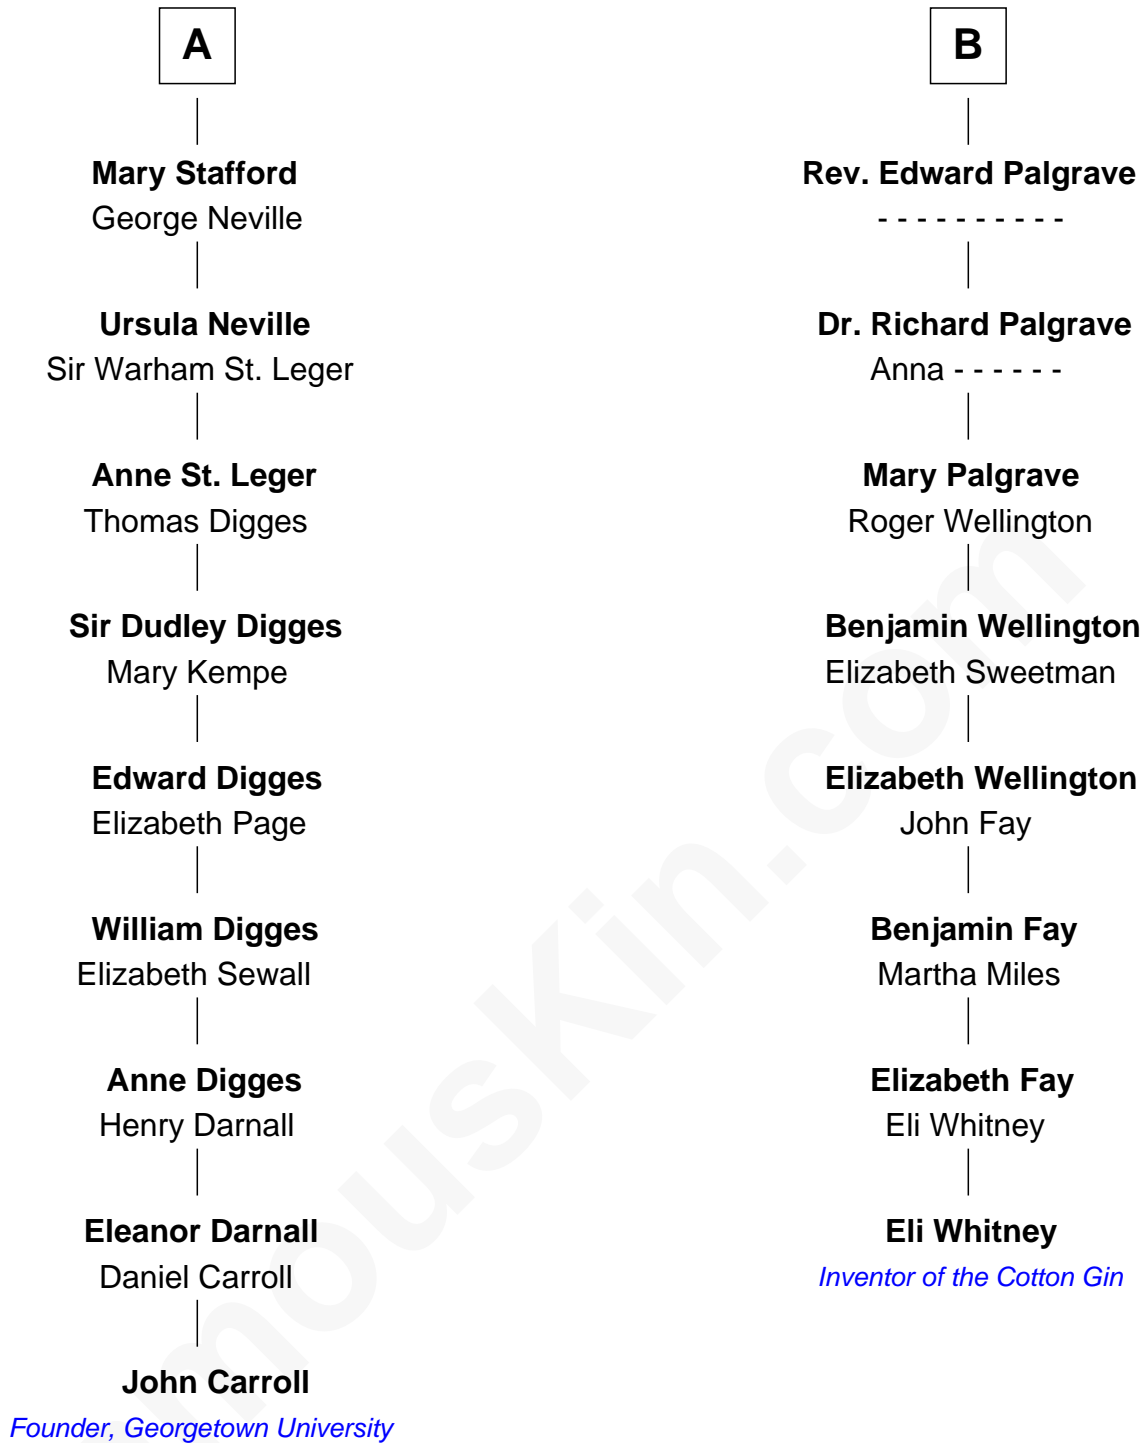 A
Mary Stafford
George Neville
Ursula Neville
Sir Warham St. Leger
Anne St. Leger
Thomas Digges
Sir Dudley Digges
Mary Kempe
Edward Digges
Elizabeth Page
William Digges
Elizabeth Sewall
Anne Digges
Henry Darnall
Eleanor Darnall
Daniel Carroll
John Carroll
Founder, Georgetown University
B
Rev. Edward Palgrave
- - - - - - - - - -
Dr. Richard Palgrave
Anna - - - - - -
Mary Palgrave
Roger Wellington
Benjamin Wellington
Elizabeth Sweetman
Elizabeth Wellington
John Fay
Benjamin Fay
Martha Miles
Elizabeth Fay
Eli Whitney
Eli Whitney
Inventor of the Cotton Gin
mouskin.com